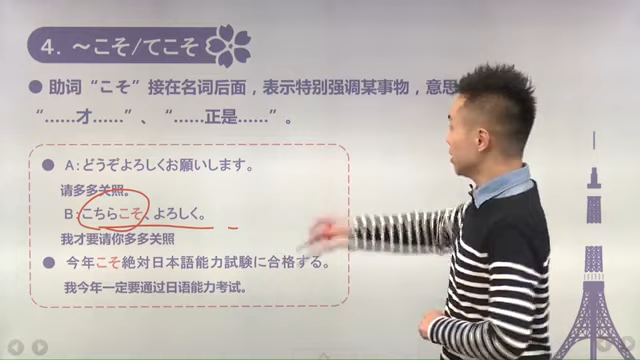 4. ～こそ/てこそ
● 助词“こそ”接在名词后面，表示特别强调某事物，意思
“……才……”、“……正是……”。
● A:どうぞよろしくお願いします。
请多多关照。
B:こちらこそ、よろしく。
我才要请你多多关照
● 今年こそ絶対日本語能力試験に合格する。
我今年一定要通过日语能力考试。